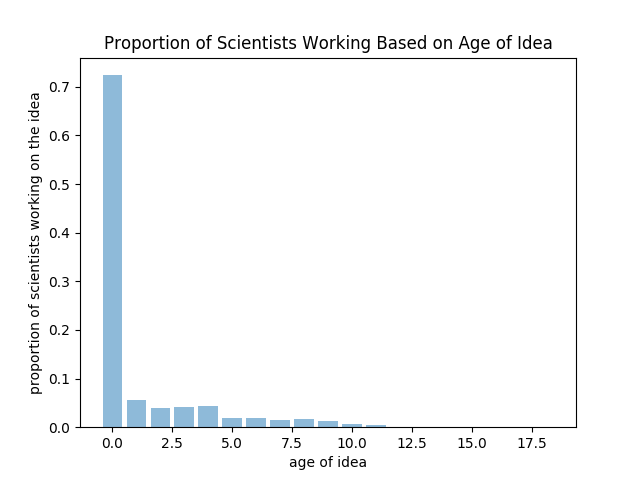 Proportion of Scientists Working Based on Age of Idea
proportion of scientists working on the idea
0.7
0.6
0.5
0.4
0.3
0.2
0.1
0.0
0.0 2.5 5.0 7.5 10.0 12.5 15.0 17.5
age of idea